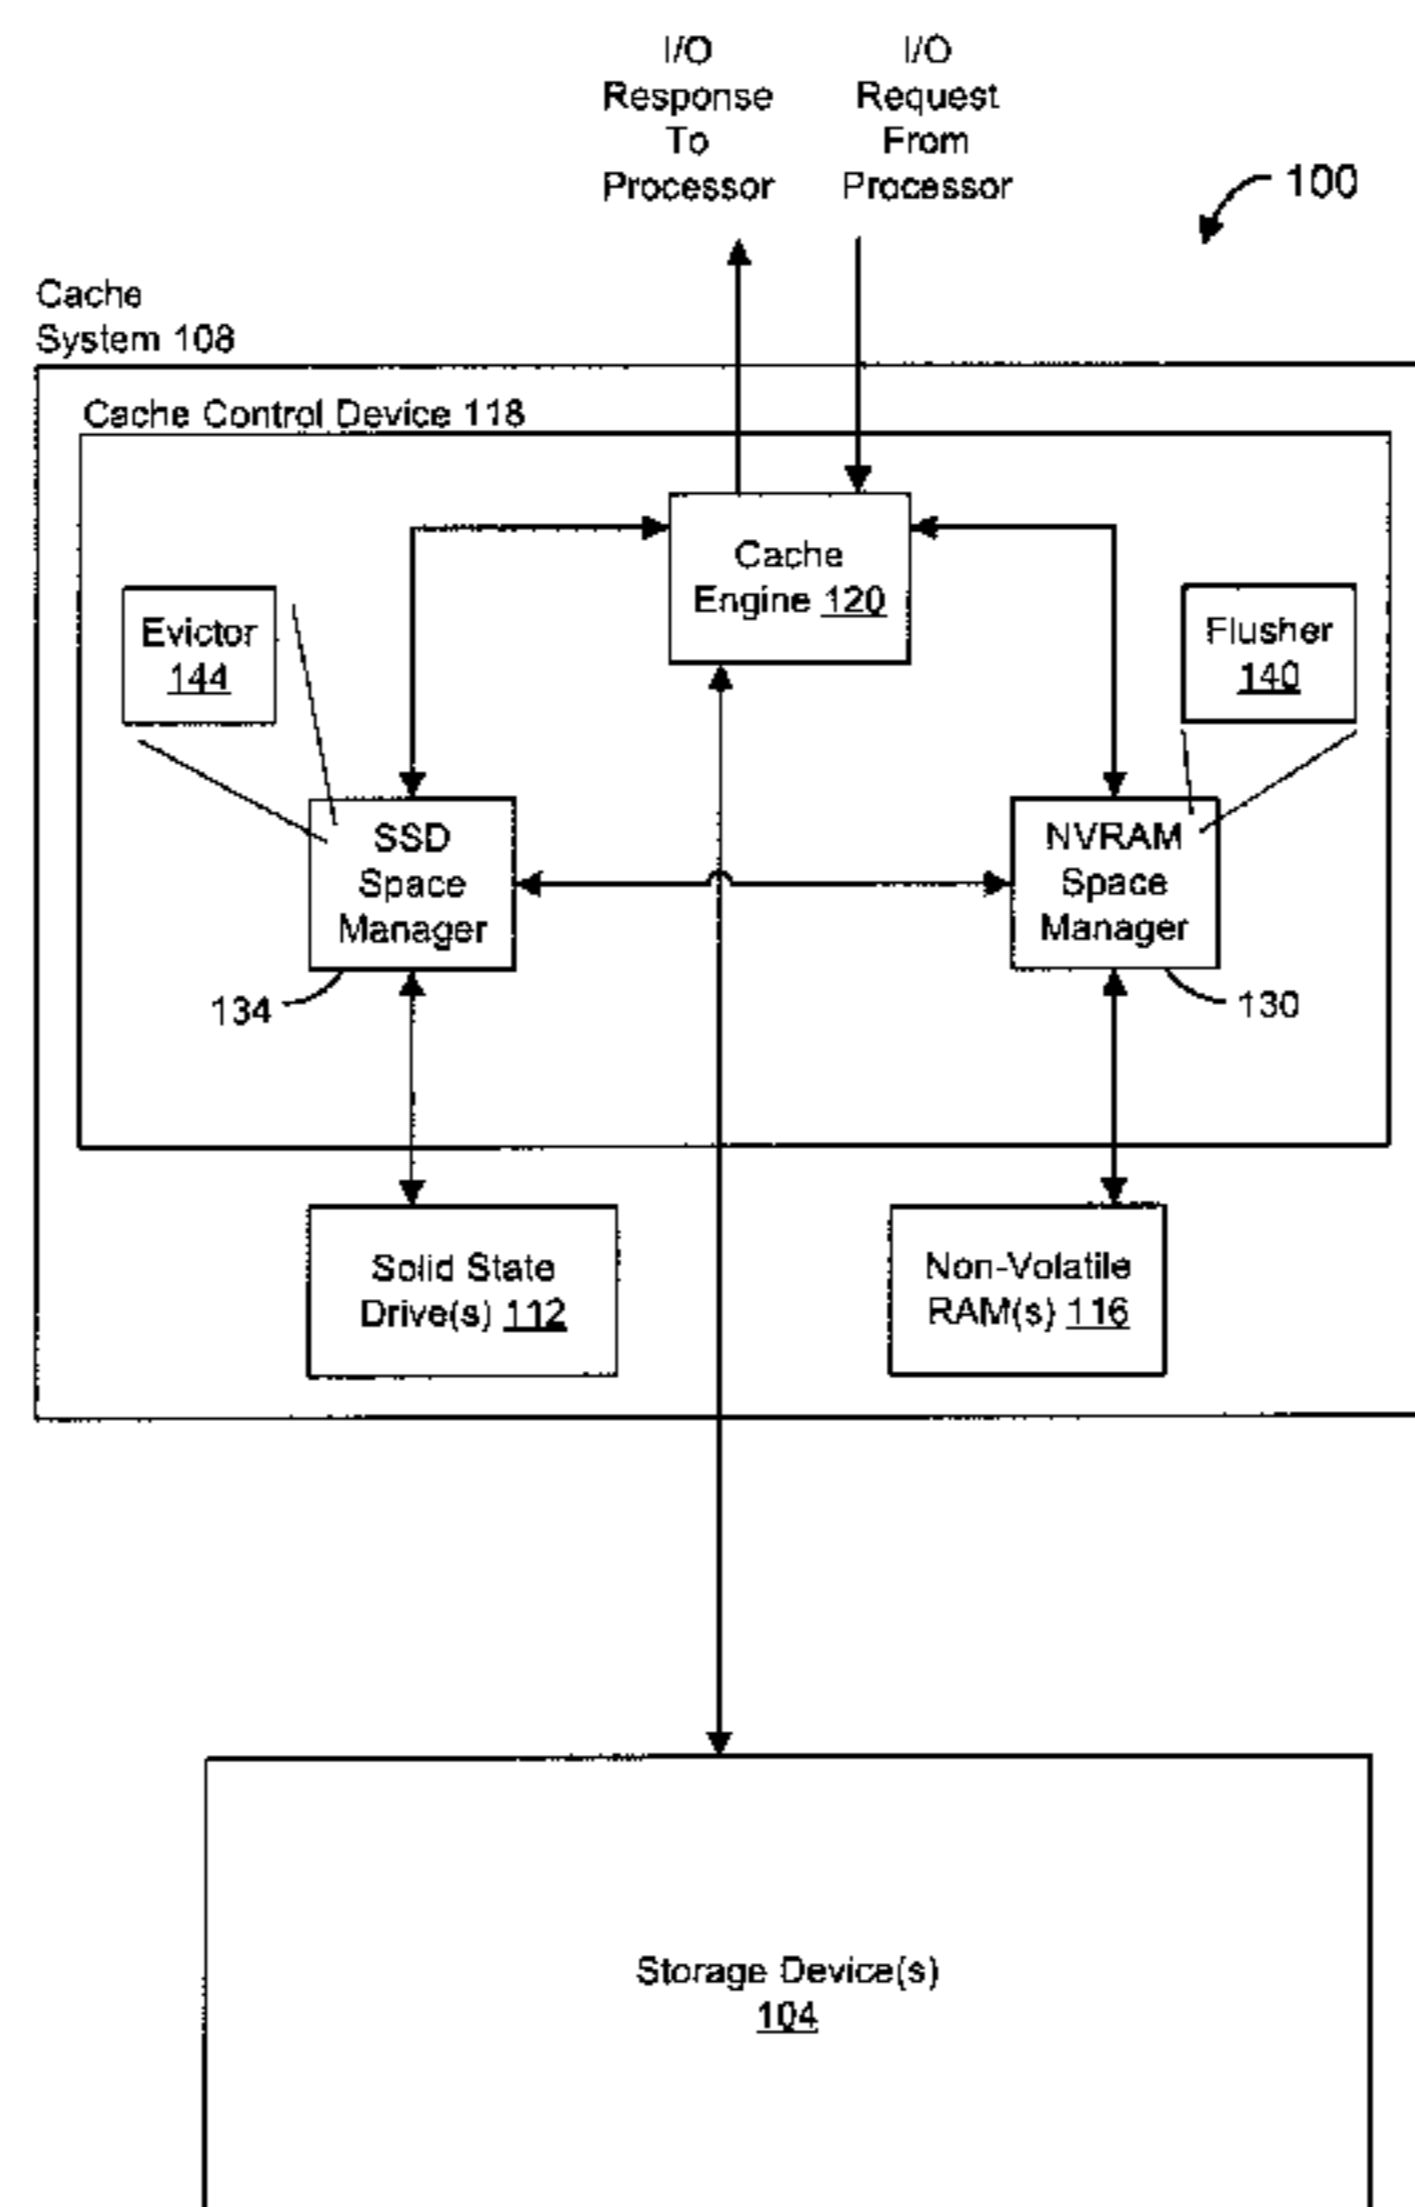 I/O
Response
To
Processor
I/O
Request
From
Processor
100
Cache
System 108
Cache Control Device 118
Cache
Engine 120
Evictor
144
Flusher
140
SSD
Space
Manager
NVRAM
Space
Manager
134
130
Solid State
Drive(s) 112
Non-Volatile
RAM(s) 116
Storage Device(s)
104